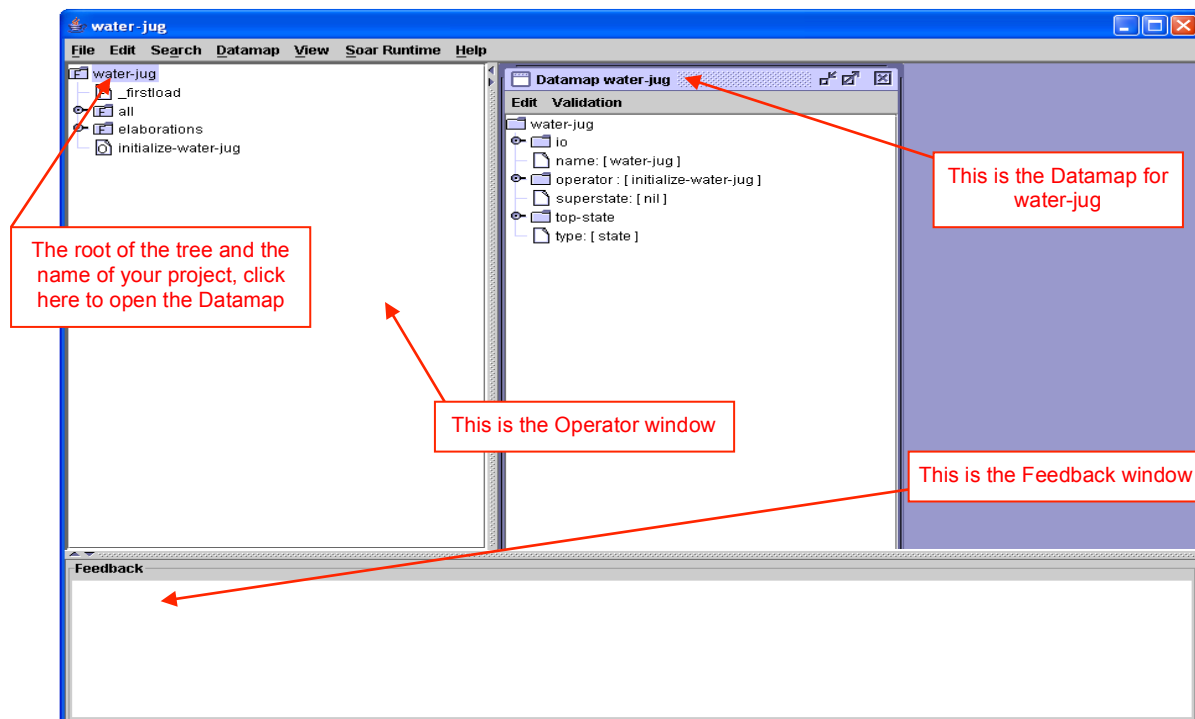 water-jug
File Edit Search Datamap View Soar Runtime Help
water-jug
_firstload
all
elaborations
initialize-water-jug
Datamap water-jug
Edit Validation
water-jug
io
name: [ water-jug ]
operator : [ initialize-water-jug ]
superstate: [ nil ]
top-state
type: [ state ]
This is the Datamap for
water-jug
The root of the tree and the
name of your project, click
here to open the Datamap
This is the Operator window
This is the Feedback window
Feedback